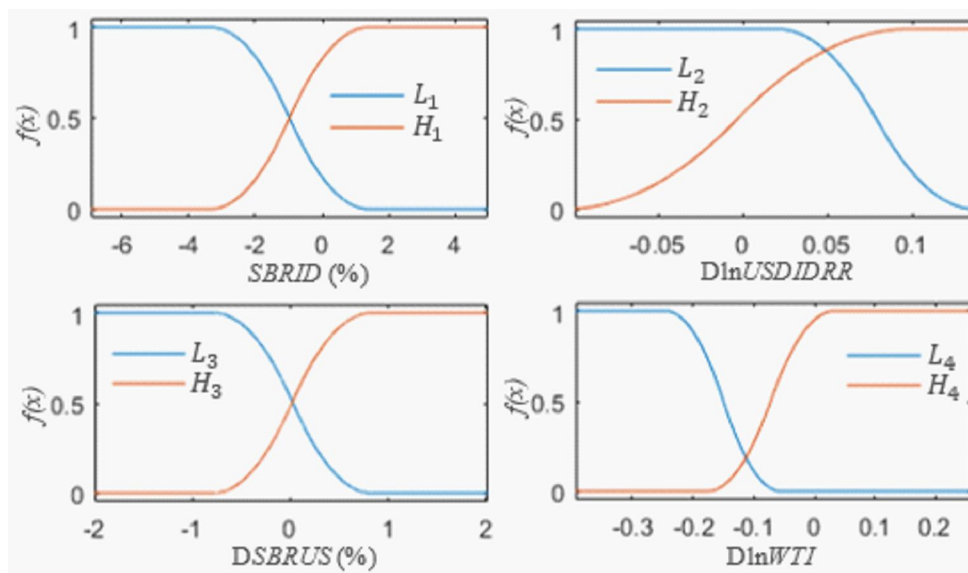 1
0.5
0
f(x)
L₁
H₁
-6 -4 -2 0 2 4
SBRID (%)
1
0.5
0
f(x)
L₂
H₂
-0.05 0 0.05 0.1
DlnUSDIDRR
1
0.5
0
f(x)
L₃
H₃
-2 -1 0 1 2
DSBRUS (%)
1
0.5
0
f(x)
L₄
H₄
-0.3 -0.2 -0.1 0 0.1 0.2
DlnWTI